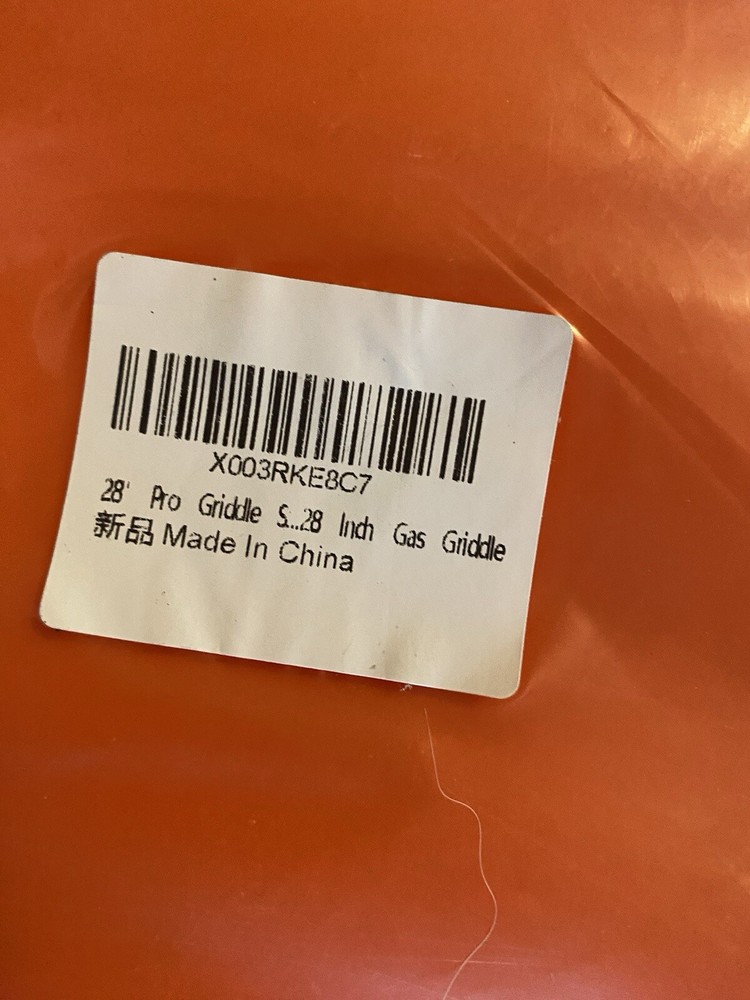 X003RKE8C7
28' Pro Griddle S...28 Inch Gas Griddle
新品 Made In China